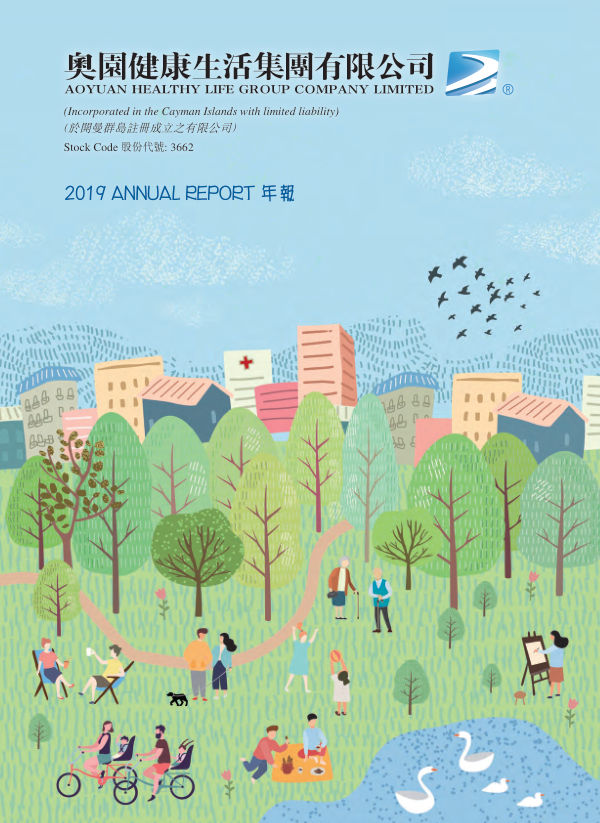 奧園健康生活集團有限公司
AOYUAN HEALTHY LIFE GROUP COMPANY LIMITED
®
(Incorporated in the Cayman Islands with limited liability)
(於開曼群島註冊成立之有限公司)
Stock Code 股份代號: 3662
2019 ANNUAL REPORT 年報